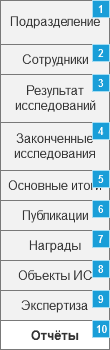 1
Подразделение
2
Сотрудники
3
Результат
исследований
4
Законченные
исследования
5
Основные итоги
6
Публикации
7
Награды
8
Объекты ИС
9
Экспертиза
10
Отчёты